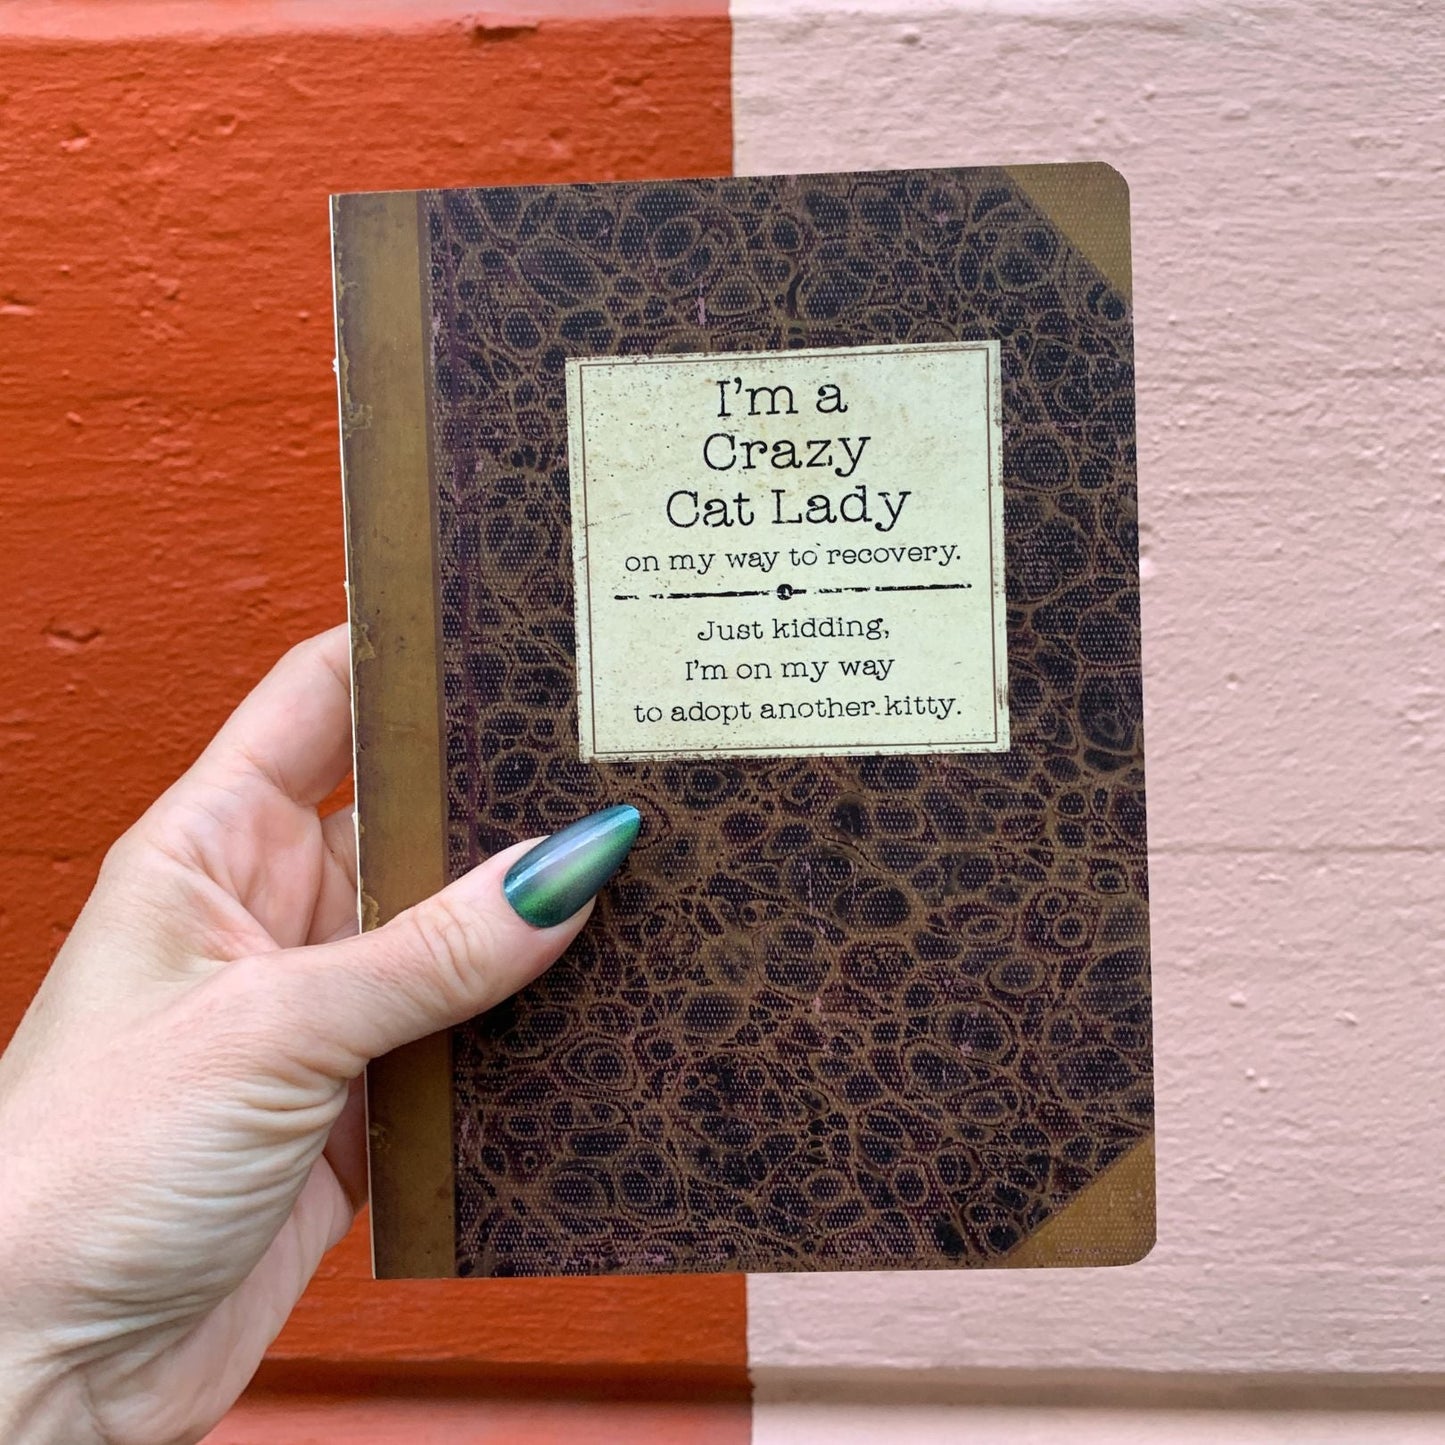 I'm a
Crazy
Cat Lady
on my way to recovery.
Just kidding,
I'm on my way
to adopt another kitty.